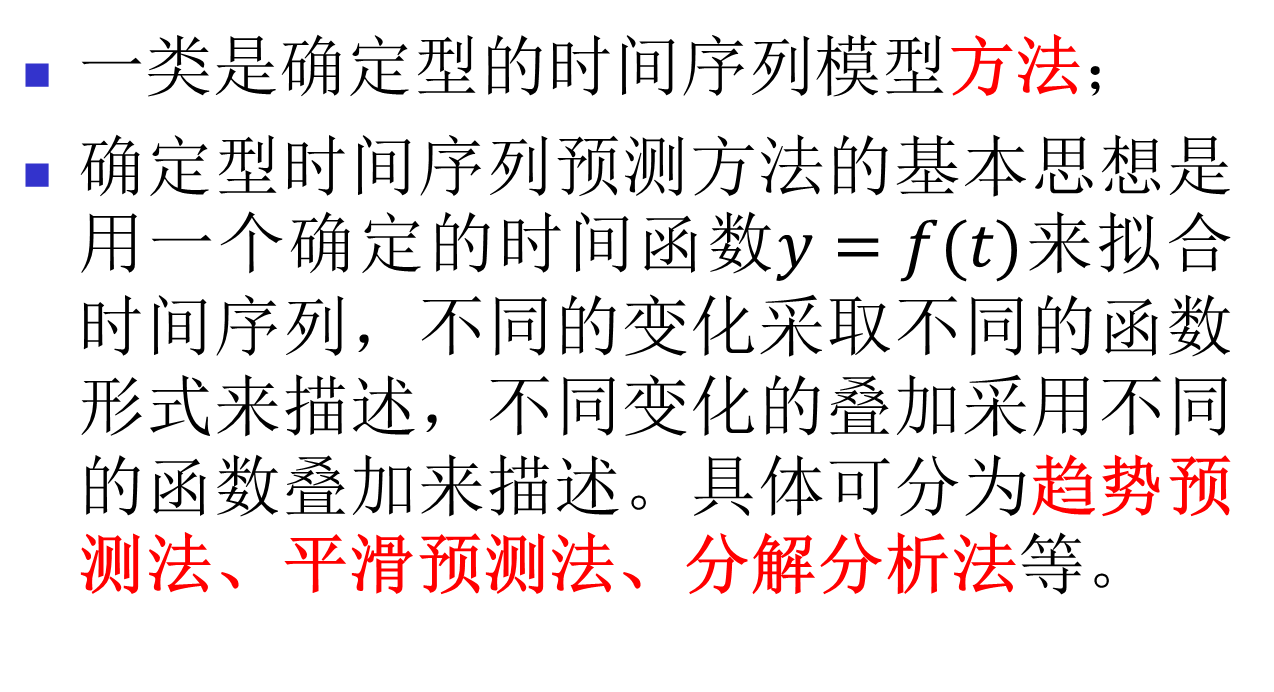 一类是确定型的时间序列模型方法；
确定型时间序列预测方法的基本思想是
用一个确定的时间函数y = f(t)来拟合
时间序列，不同的变化采取不同的函数
形式来描述，不同变化的叠加采用不同
的函数叠加来描述。具体可分为趋势预
测法、平滑预测法、分解分析法等。